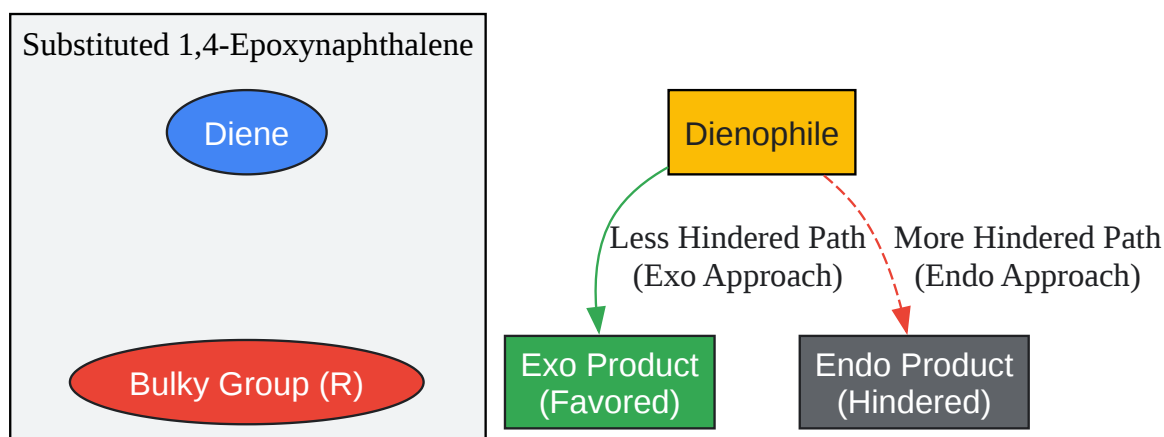 Substituted 1,4-Epoxynaphthalene
Diene
Bulky Group (R)
Dienophile
Less Hindered Path
(Exo Approach)
More Hindered Path
(Endo Approach)
Exo Product
(Favored)
Endo Product
(Hindered)